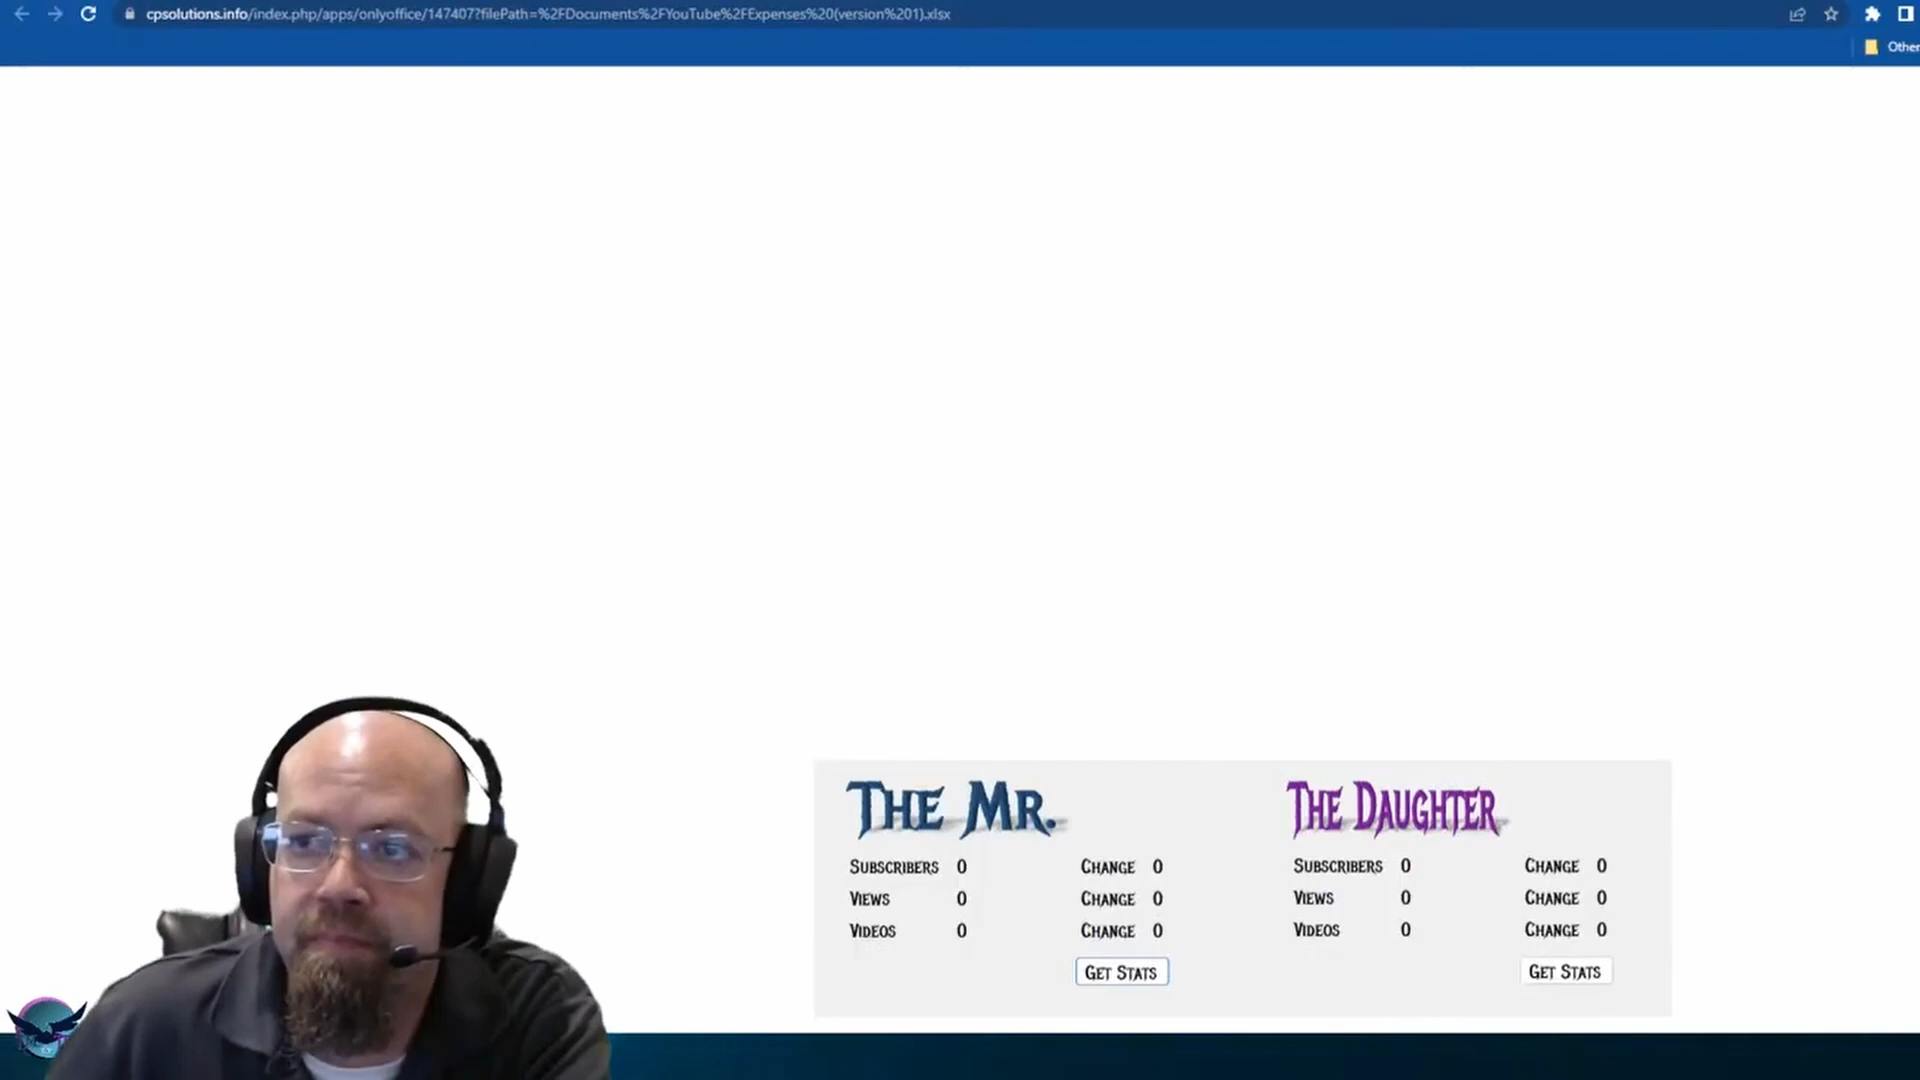 cpsolutions.info/index.php/apps/onlyoffice/147407?filePath=%2FDocuments%2FYouTube%2FExpenses%20(version%201).xlsx
Other
The Mr.
Subscribers 0 Change 0
Views 0 Change 0
Videos 0 Change 0
Get Stats
The Daughter
Subscribers 0 Change 0
Views 0 Change 0
Videos 0 Change 0
Get Stats